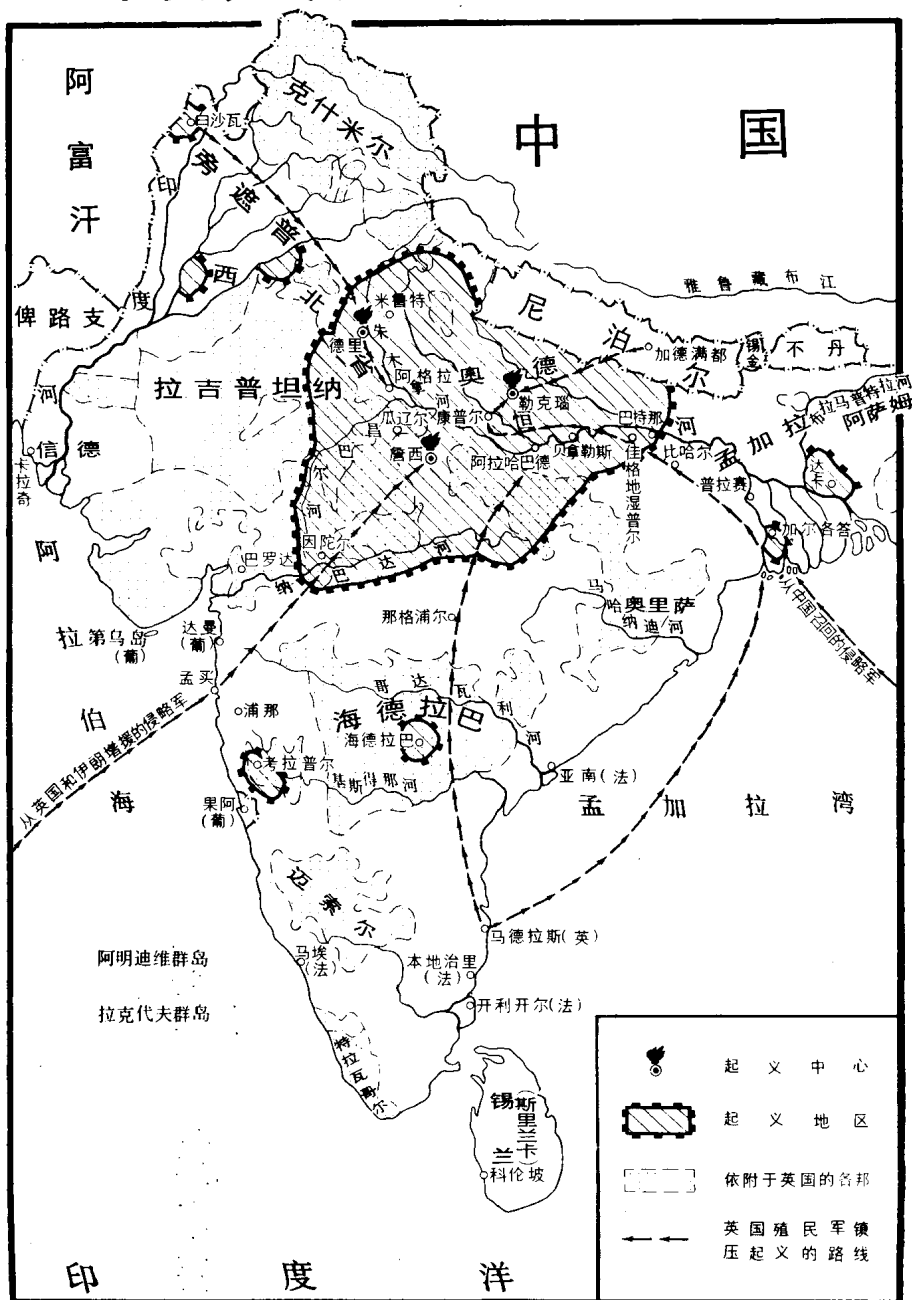 阿富汗
中国
克什米尔
白沙瓦
旁遮普
印度河
西北省
俾路支
米鲁特
德里
朱木拿河
阿格拉
奥德
尼泊尔
加德满都
锡金
不丹
雅鲁藏布江
布拉马普特拉河
阿萨姆
孟加拉
拉吉普坦纳
信德
卡拉奇
勒克瑙
瓜辽尔
康普尔
恒河
巴特那
昌巴尔河
詹西
阿拉哈巴德
贝拿勒斯
佳格地湿普尔
比哈尔
普拉赛
达卡
加尔各答
因陀尔
巴罗达
纳巴达河
那格浦尔
马哈纳迪河
奥里萨
从中国召回的侵略军
第乌岛
(葡)
达曼
(葡)
孟买
浦那
哥达瓦利河
海德拉巴
海德拉巴
考拉普尔
基斯得那河
亚南(法)
果阿
(葡)
阿拉伯海
孟加拉湾
从英国和伊朗增援的侵略军
迈索尔
马德拉斯(英)
马埃
(法)
本地治里
(法)
开利开尔(法)
阿明迪维群岛
拉克代夫群岛
特拉瓦哥尔
锡兰
(斯里兰卡)
科伦坡
印度洋
起义中心
起义地区
依附于英国的各邦
英国殖民军镇
压起义的路线